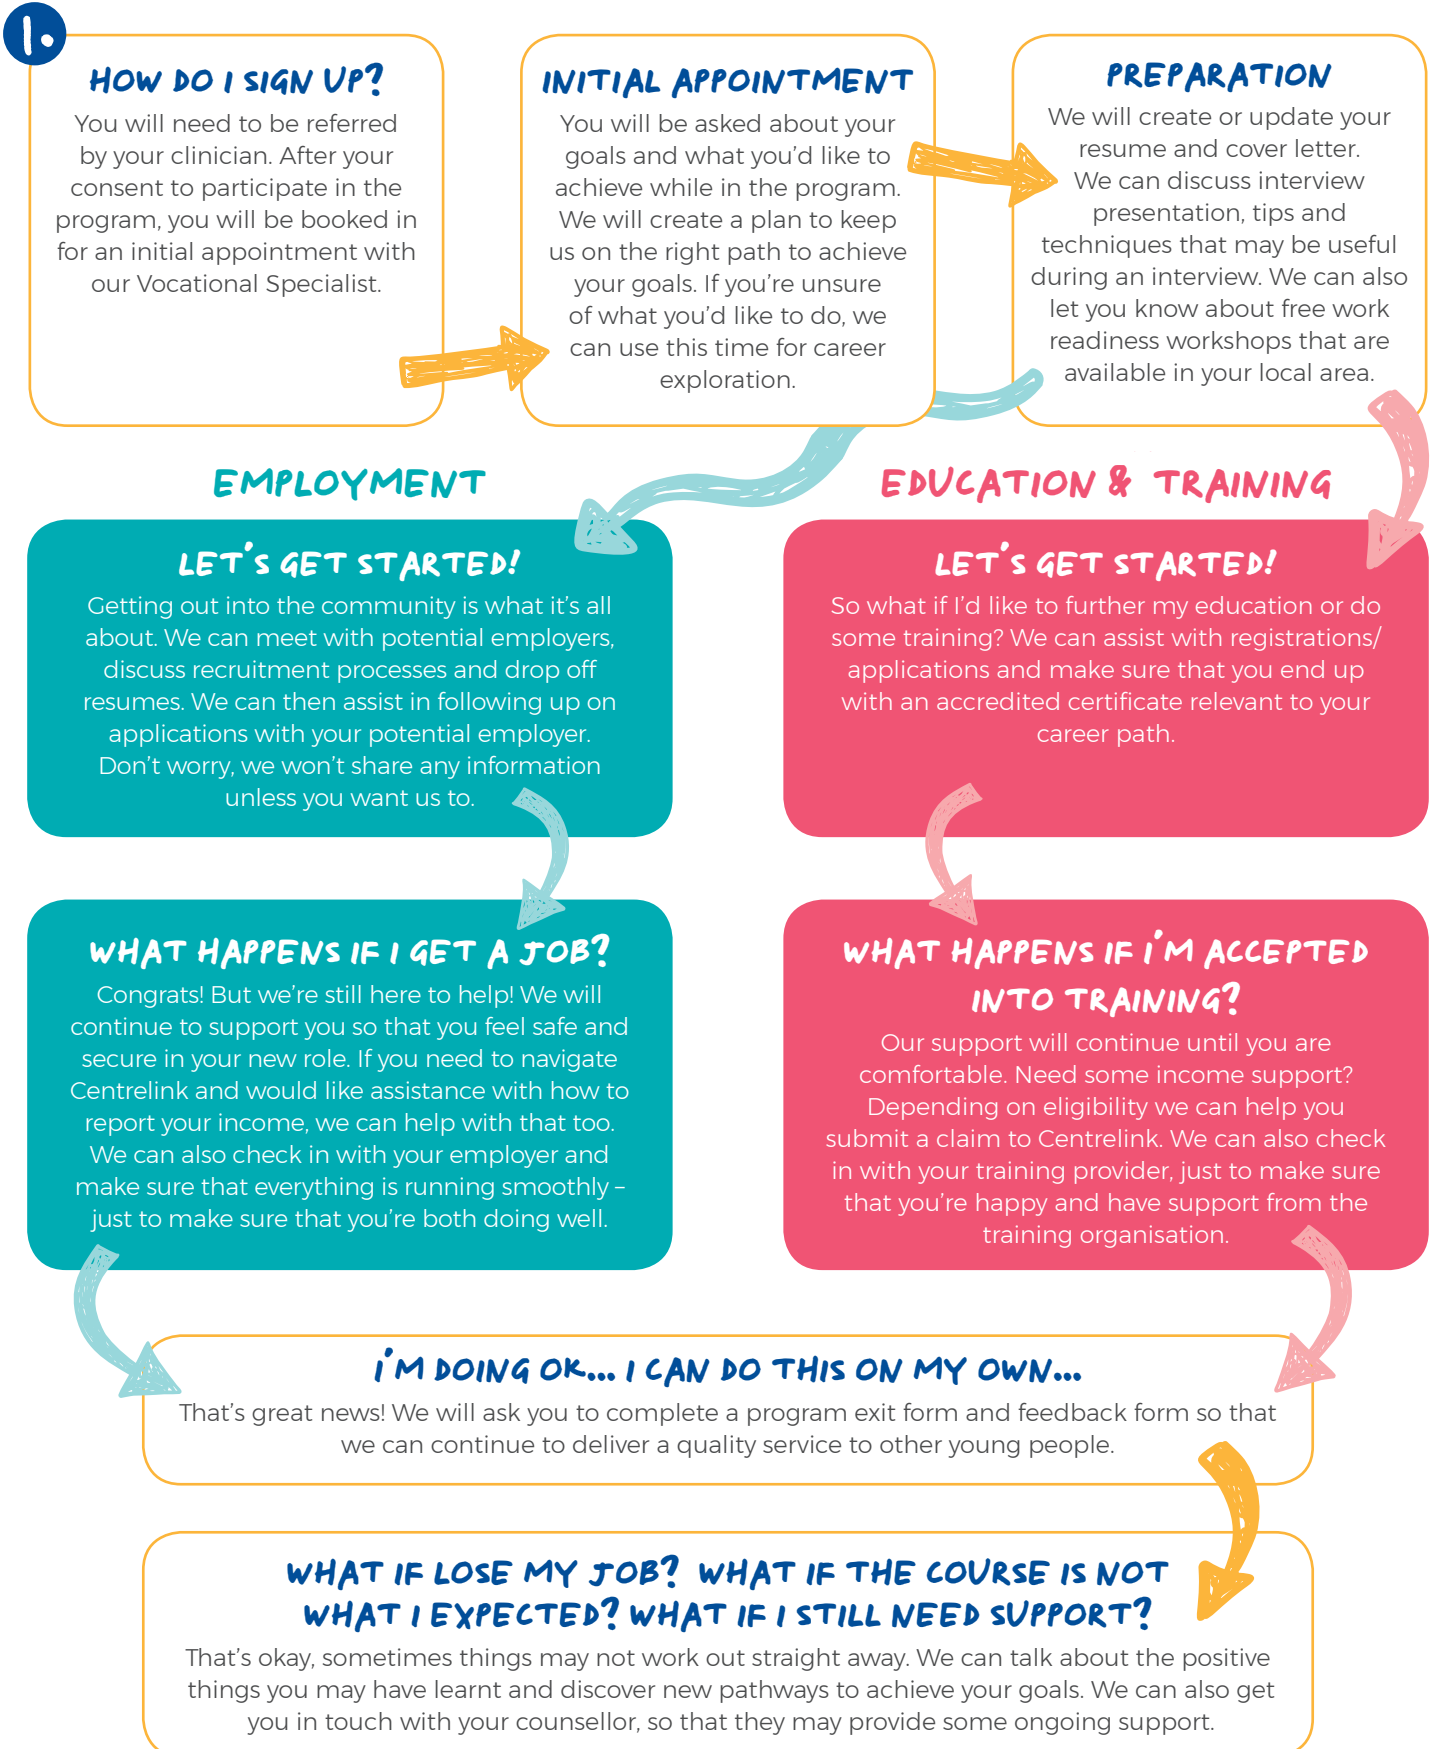 1.
HOW DO I SIGN UP?
You will need to be referred
by your clinician. After your
consent to participate in the
program, you will be booked in
for an initial appointment with
our Vocational Specialist.
INITIAL APPOINTMENT
You will be asked about your
goals and what you’d like to
achieve while in the program.
We will create a plan to keep
us on the right path to achieve
your goals. If you’re unsure
of what you’d like to do, we
can use this time for career
exploration.
PREPARATION
We will create or update your
resume and cover letter.
We can discuss interview
presentation, tips and
techniques that may be useful
during an interview. We can also
let you know about free work
readiness workshops that are
available in your local area.
EMPLOYMENT
LET’S GET STARTED!
Getting out into the community is what it’s all
about. We can meet with potential employers,
discuss recruitment processes and drop off
resumes. We can then assist in following up on
applications with your potential employer.
Don’t worry, we won’t share any information
unless you want us to.
WHAT HAPPENS IF I GET A JOB?
Congrats! But we’re still here to help! We will
continue to support you so that you feel safe and
secure in your new role. If you need to navigate
Centrelink and would like assistance with how to
report your income, we can help with that too.
We can also check in with your employer and
make sure that everything is running smoothly –
just to make sure that you’re both doing well.
EDUCATION & TRAINING
LET’S GET STARTED!
So what if I’d like to further my education or do
some training? We can assist with registrations/
applications and make sure that you end up
with an accredited certificate relevant to your
career path.
WHAT HAPPENS IF I’M ACCEPTED
INTO TRAINING?
Our support will continue until you are
comfortable. Need some income support?
Depending on eligibility we can help you
submit a claim to Centrelink. We can also check
in with your training provider, just to make sure
that you’re happy and have support from the
training organisation.
I’M DOING OK... I CAN DO THIS ON MY OWN...
That’s great news! We will ask you to complete a program exit form and feedback form so that
we can continue to deliver a quality service to other young people.
WHAT IF LOSE MY JOB? WHAT IF THE COURSE IS NOT
WHAT I EXPECTED? WHAT IF I STILL NEED SUPPORT?
That’s okay, sometimes things may not work out straight away. We can talk about the positive
things you may have learnt and discover new pathways to achieve your goals. We can also get
you in touch with your counsellor, so that they may provide some ongoing support.